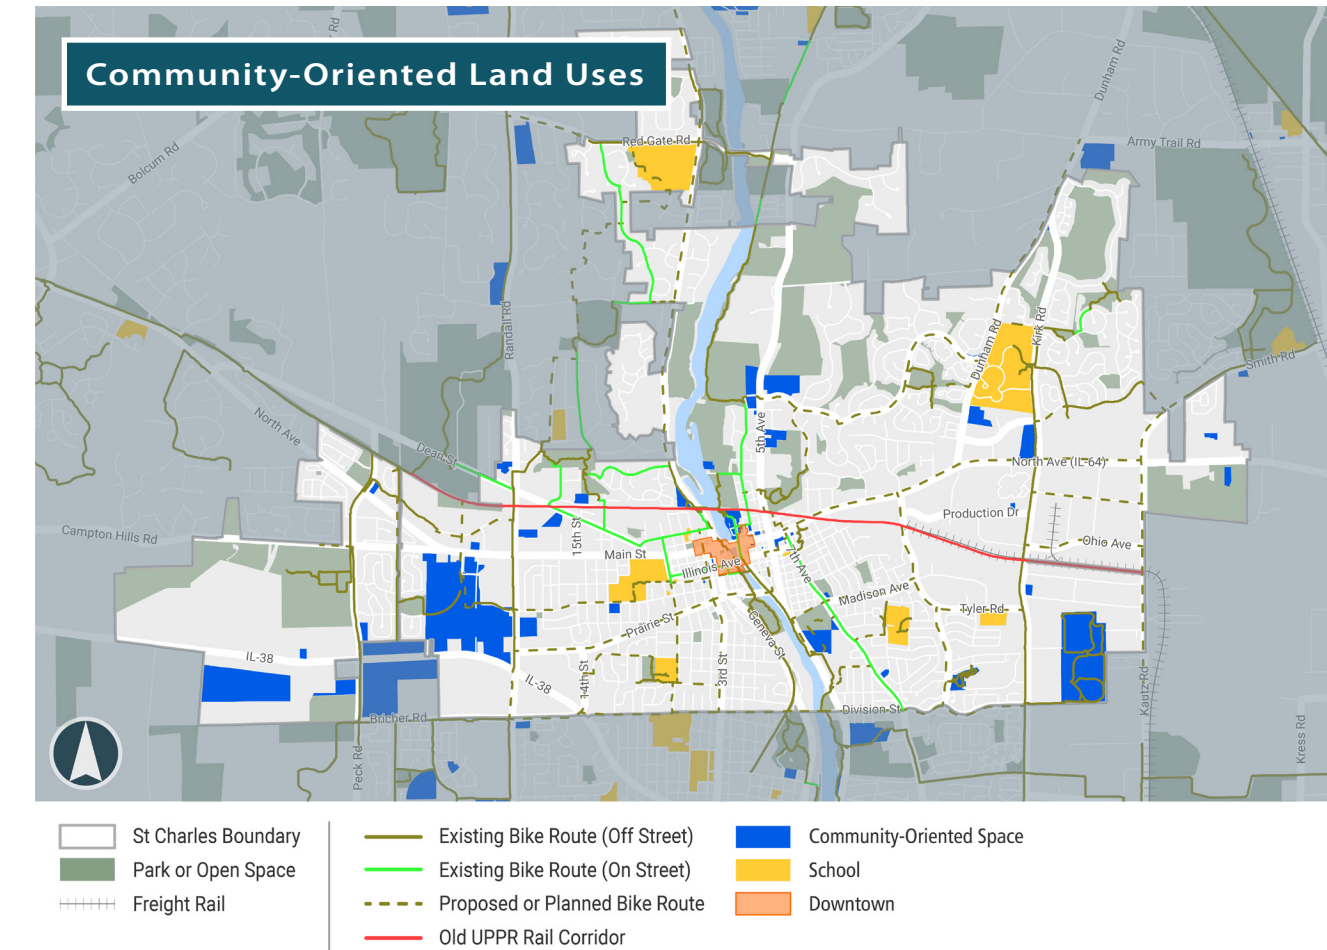 Community-Oriented Land Uses
Rd
Dunham Rd
Red Gate Rd
Army Trail Rd
Bolcum Rd
Randall Rd
Dunham Rd
Kirk Rd
Smith Rd
North Ave
Dean St
5th Ave
North Ave (IL-64)
Production Dr
Campton Hills Rd
15th St
Main St
Ohio Ave
Illinois Ave
7th Ave
Madison Ave
Tyler Rd
Prairie St
Geneva St
IL-38
IL-38
14th St
3rd St
Kautz Rd
Division St
Bricher Rd
Peck Rd
Kress Rd
St Charles Boundary
Park or Open Space
Freight Rail
Existing Bike Route (Off Street)
Existing Bike Route (On Street)
Proposed or Planned Bike Route
Old UPPR Rail Corridor
Community-Oriented Space
School
Downtown